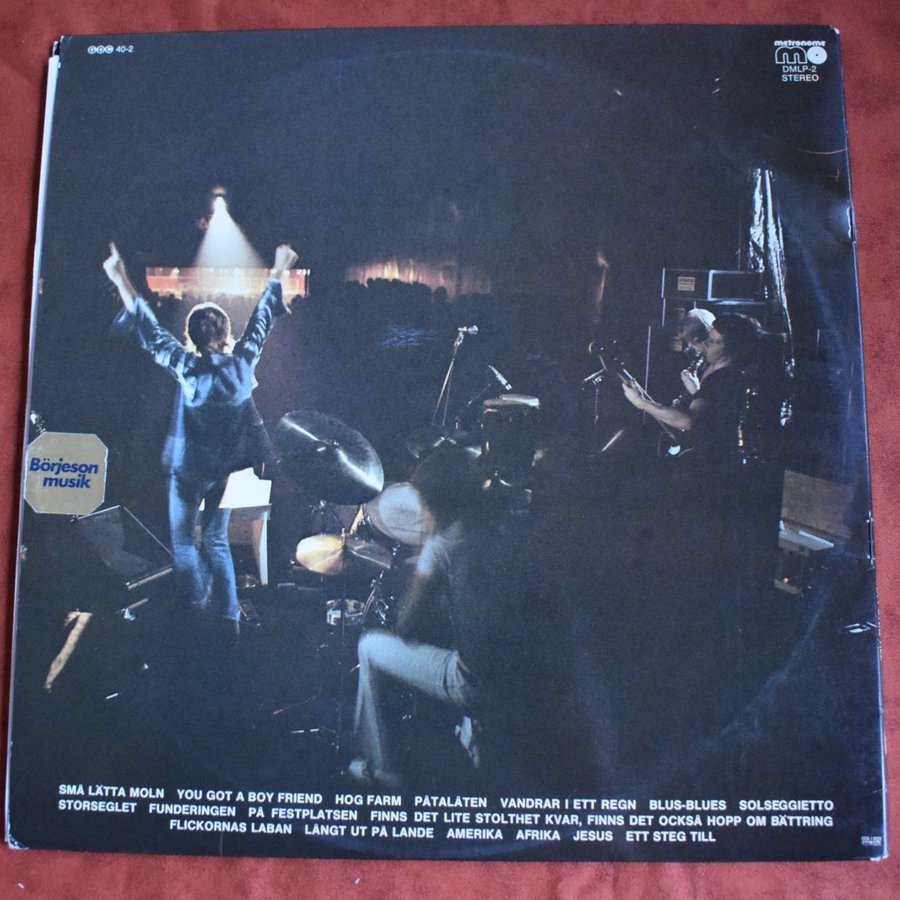 GDC 40-2
metronome
DMLP-2
STEREO
Börjeson
musik
SMÅ LÄTTA MOLN YOU GOT A BOY FRIEND HOG FARM PÅTALÅTEN VANDRAR I ETT REGN BLUS-BLUES SOLSEGGIETTO
STORSEGLET FUNDERINGEN PÅ FESTPLATSEN FINNS DET LITE STOLTHET KVAR, FINNS DET OCKSÅ HOPP OM BÄTTRING
FLICKORNAS LABAN LÅNGT UT PÅ LANDE AMERIKA AFRIKA JESUS ETT STEG TILL